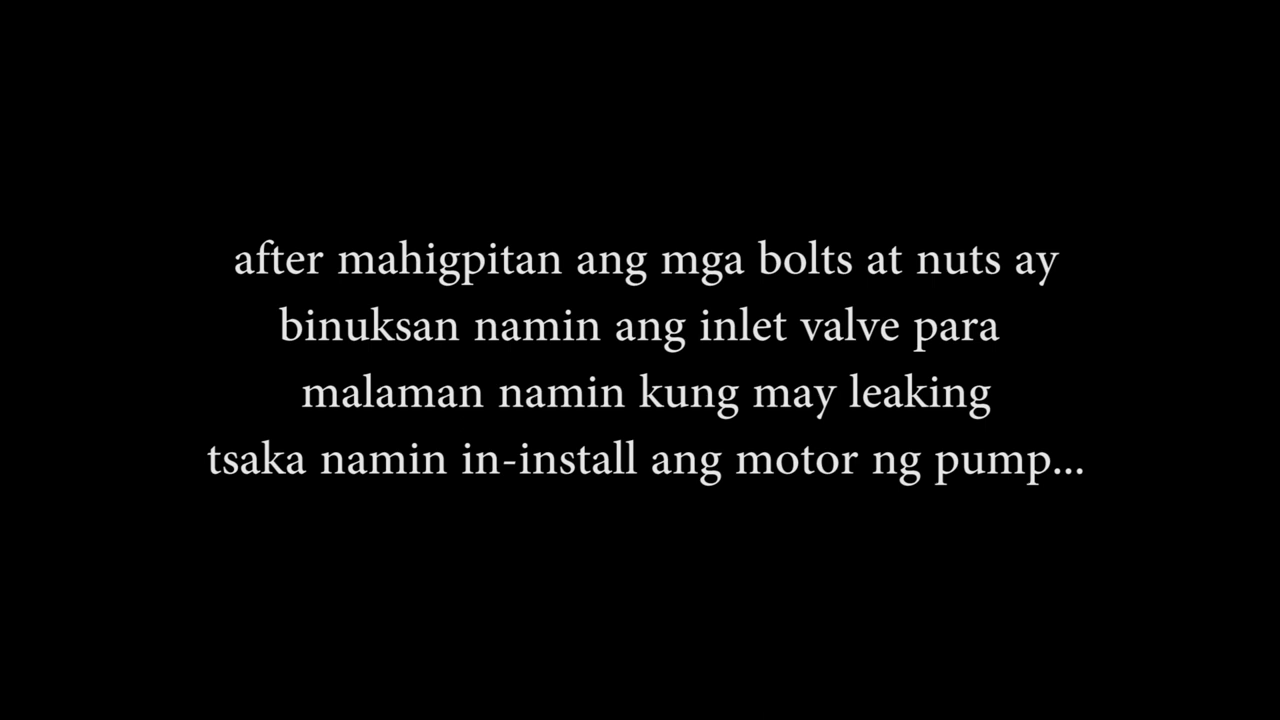 after mahigpitan ang mga bolts at nuts ay
binuksan namin ang inlet valve para
malaman namin kung may leaking
tsaka namin in-install ang motor ng pump...